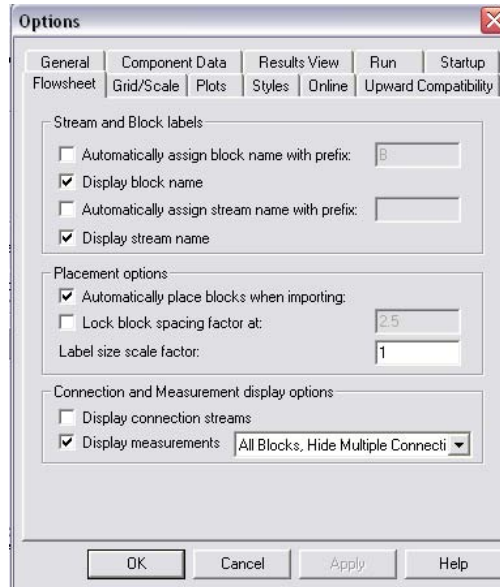 Options
General Component Data Results View Run Startup
Flowsheet Grid/Scale Plots Styles Online Upward Compatibility
Stream and Block labels
Automatically assign block name with prefix: B
Display block name
Automatically assign stream name with prefix:
Display stream name
Placement options
Automatically place blocks when importing:
Lock block spacing factor at: 2.5
Label size scale factor: 1
Connection and Measurement display options
Display connection streams
Display measurements All Blocks, Hide Multiple Connecti
OK Cancel Apply Help